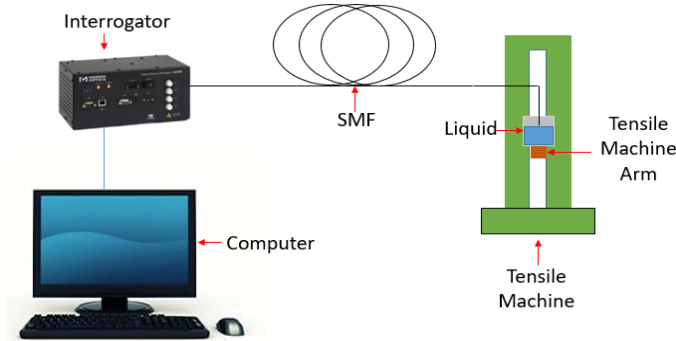 Interrogator
SMF
Liquid
Tensile
Machine
Arm
Computer
Tensile
Machine